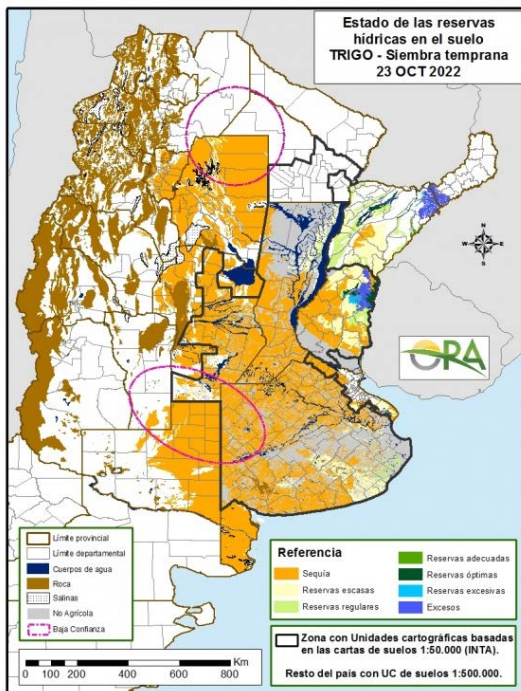 Estado de las reservas
hídricas en el suelo
TRIGO - Siembra temprana
23 OCT 2022
N
W
E
S
ORA
Límite provincial
Límite departamental
Cuerpos de agua
Roca
Salinas
No Agrícola
Baja Confianza
Referencia
Sequía
Reservas escasas
Reservas regulares
Reservas adecuadas
Reservas óptimas
Reservas excesivas
Excesos
Zona con Unidades cartográficas basadas
en las cartas de suelos 1:50.000 (INTA).
Resto del pais con UC de suelos 1:500.000.
0
200
400
600
800
Km